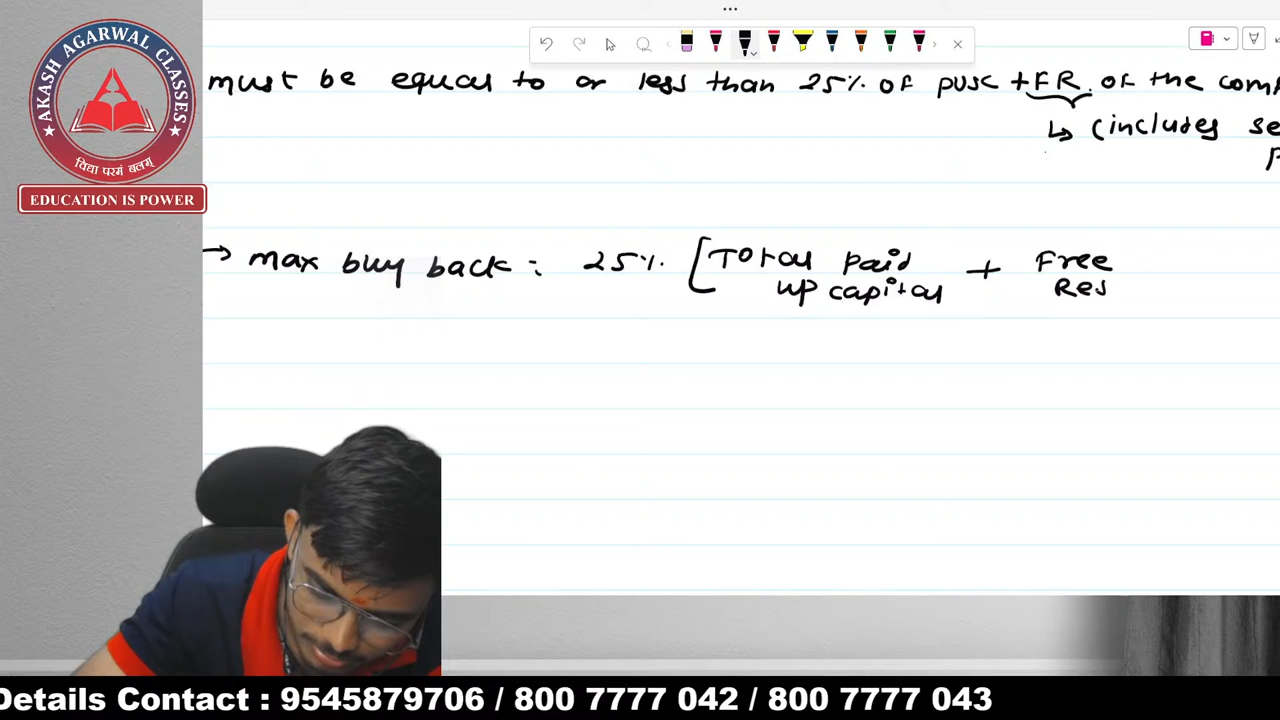 AKASH AGARWAL CLASSES
विद्या परमं बलम्
EDUCATION IS POWER
must be equal to or less than 25% of PUSC + FR. of the comp
↳ (includes se
P
→ max buy back = 25% [Total paid up capital + Free Res
Details Contact : 9545879706 / 800 7777 042 / 800 7777 043